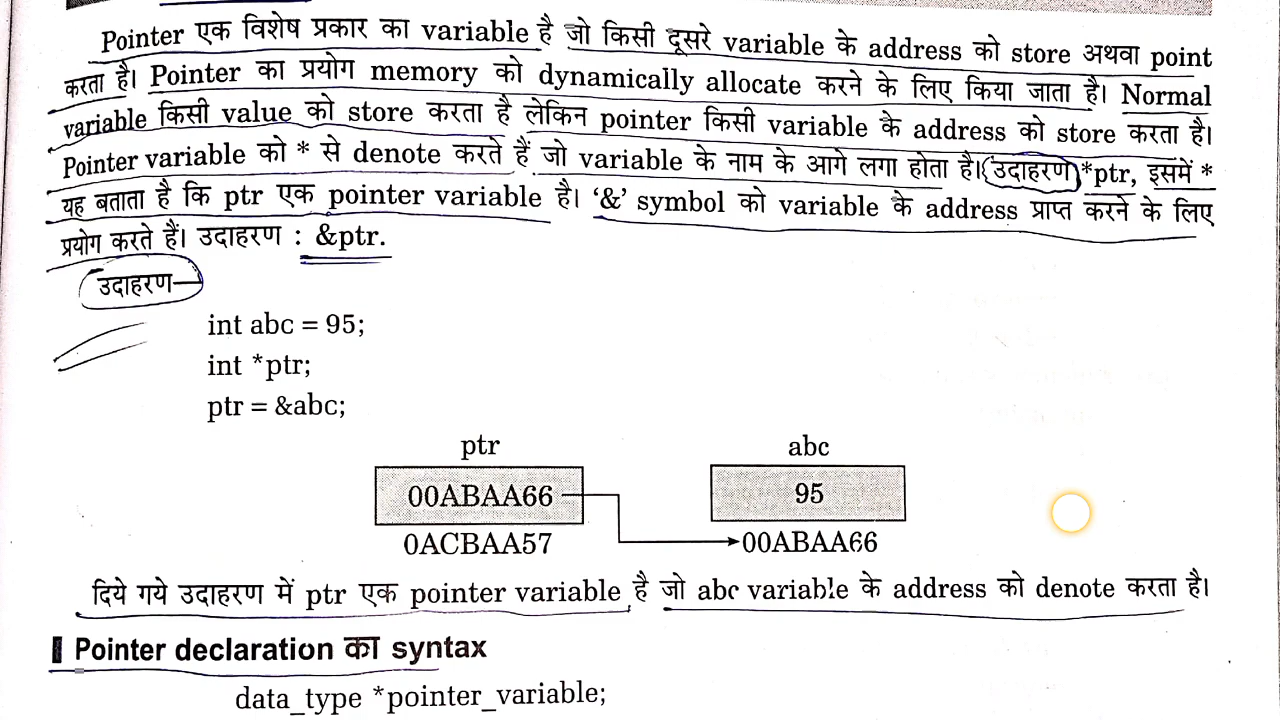 Pointer एक विशेष प्रकार का variable है जो किसी दूसरे variable के address को store अथवा point
करता है। Pointer का प्रयोग memory को dynamically allocate करने के लिए किया जाता है। Normal
variable किसी value को store करता है लेकिन pointer किसी variable के address को store करता है।
Pointer variable को * से denote करते हैं जो variable के नाम के आगे लगा होता है। उदाहरण *ptr, इसमें *
यह बताता है कि ptr एक pointer variable है। ‘&’ symbol को variable के address प्राप्त करने के लिए
प्रयोग करते हैं। उदाहरण : &ptr.
उदाहरण—
int abc = 95;
int *ptr;
ptr = &abc;
ptr abc
00ABAA66 95
0ACBAA57 00ABAA66
दिये गये उदाहरण में ptr एक pointer variable है जो abc variable के address को denote करता है।
Pointer declaration का syntax
data_type *pointer_variable;